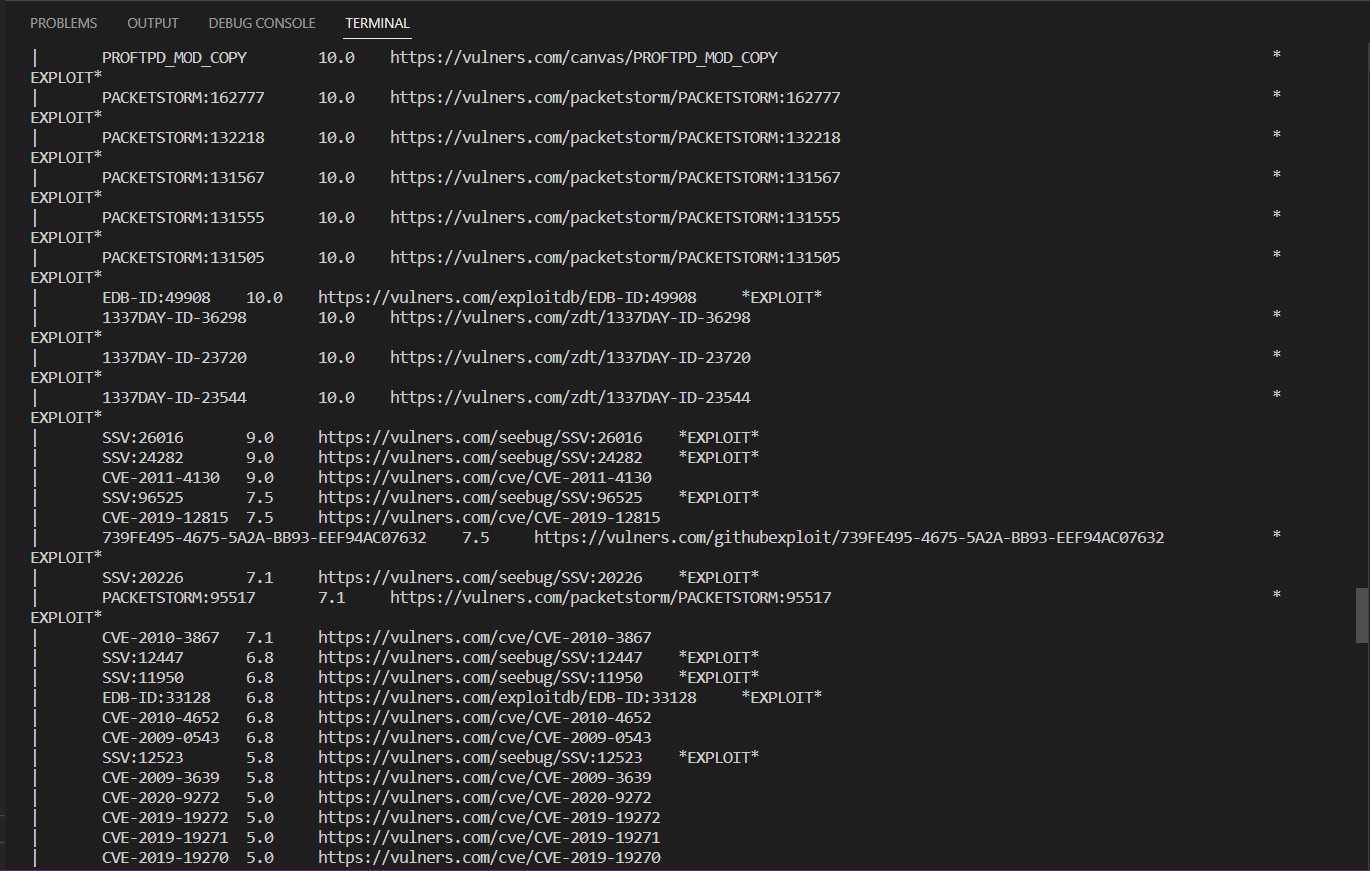 PROBLEMS OUTPUT DEBUG CONSOLE TERMINAL
| PROFTPD_MOD_COPY 10.0 https://vulners.com/canvas/PROFTPD_MOD_COPY *
EXPLOIT*
| PACKETSTORM:162777 10.0 https://vulners.com/packetstorm/PACKETSTORM:162777 *
EXPLOIT*
| PACKETSTORM:132218 10.0 https://vulners.com/packetstorm/PACKETSTORM:132218 *
EXPLOIT*
| PACKETSTORM:131567 10.0 https://vulners.com/packetstorm/PACKETSTORM:131567 *
EXPLOIT*
| PACKETSTORM:131555 10.0 https://vulners.com/packetstorm/PACKETSTORM:131555 *
EXPLOIT*
| PACKETSTORM:131505 10.0 https://vulners.com/packetstorm/PACKETSTORM:131505 *
EXPLOIT*
| EDB-ID:49908 10.0 https://vulners.com/exploitdb/EDB-ID:49908 *EXPLOIT*
| 1337DAY-ID-36298 10.0 https://vulners.com/zdt/1337DAY-ID-36298 *
EXPLOIT*
| 1337DAY-ID-23720 10.0 https://vulners.com/zdt/1337DAY-ID-23720 *
EXPLOIT*
| 1337DAY-ID-23544 10.0 https://vulners.com/zdt/1337DAY-ID-23544 *
EXPLOIT*
| SSV:26016 9.0 https://vulners.com/seebug/SSV:26016 *EXPLOIT*
| SSV:24282 9.0 https://vulners.com/seebug/SSV:24282 *EXPLOIT*
| CVE-2011-4130 9.0 https://vulners.com/cve/CVE-2011-4130
| SSV:96525 7.5 https://vulners.com/seebug/SSV:96525 *EXPLOIT*
| CVE-2019-12815 7.5 https://vulners.com/cve/CVE-2019-12815
| 739FE495-4675-5A2A-BB93-EEF94AC07632 7.5 https://vulners.com/githubexploit/739FE495-4675-5A2A-BB93-EEF94AC07632 *
EXPLOIT*
| SSV:20226 7.1 https://vulners.com/seebug/SSV:20226 *EXPLOIT*
| PACKETSTORM:95517 7.1 https://vulners.com/packetstorm/PACKETSTORM:95517 *
EXPLOIT*
| CVE-2010-3867 7.1 https://vulners.com/cve/CVE-2010-3867
| SSV:12447 6.8 https://vulners.com/seebug/SSV:12447 *EXPLOIT*
| SSV:11950 6.8 https://vulners.com/seebug/SSV:11950 *EXPLOIT*
| EDB-ID:33128 6.8 https://vulners.com/exploitdb/EDB-ID:33128 *EXPLOIT*
| CVE-2010-4652 6.8 https://vulners.com/cve/CVE-2010-4652
| CVE-2009-0543 6.8 https://vulners.com/cve/CVE-2009-0543
| SSV:12523 5.8 https://vulners.com/seebug/SSV:12523 *EXPLOIT*
| CVE-2009-3639 5.8 https://vulners.com/cve/CVE-2009-3639
| CVE-2020-9272 5.0 https://vulners.com/cve/CVE-2020-9272
| CVE-2019-19272 5.0 https://vulners.com/cve/CVE-2019-19272
| CVE-2019-19271 5.0 https://vulners.com/cve/CVE-2019-19271
| CVE-2019-19270 5.0 https://vulners.com/cve/CVE-2019-19270